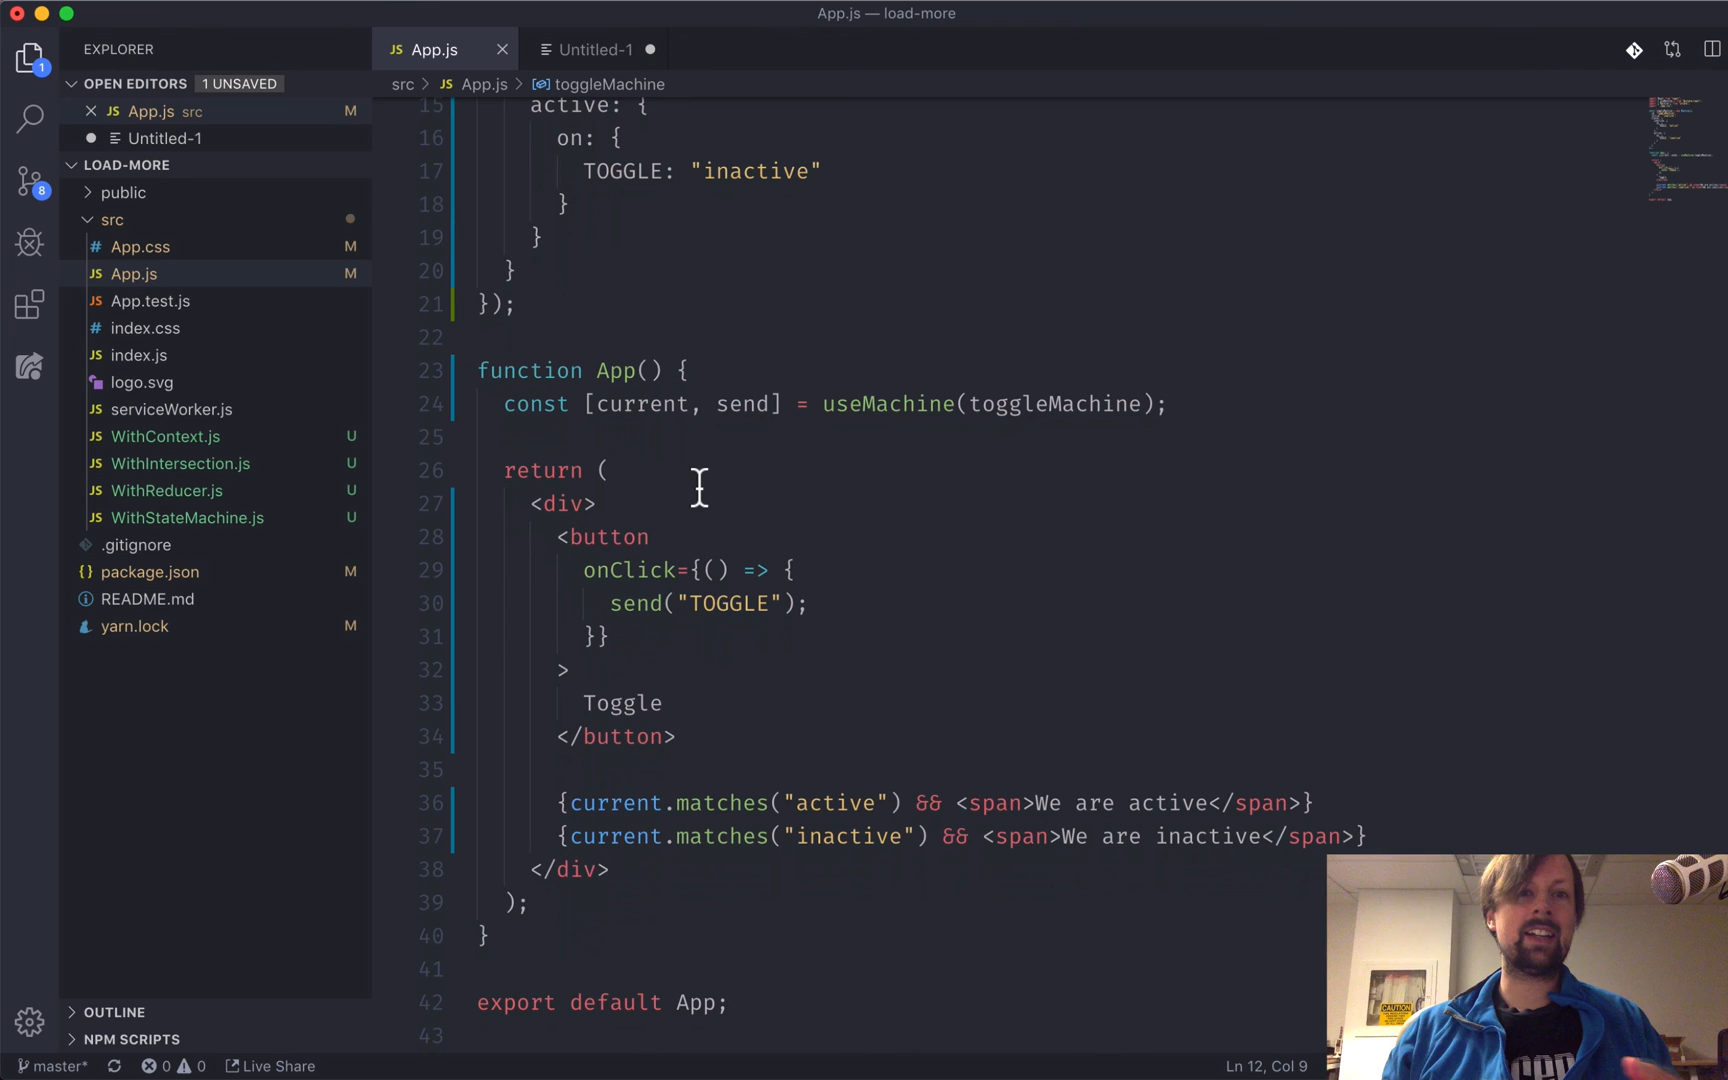 App.js — load-more
EXPLORER
OPEN EDITORS 1 UNSAVED
JS App.js src M
Untitled-1
LOAD-MORE
public
src
# App.css M
JS App.js M
JS App.test.js
# index.css
JS index.js
logo.svg
JS serviceWorker.js
JS WithContext.js U
JS WithIntersection.js U
JS WithReducer.js U
JS WithStateMachine.js U
.gitignore
{} package.json M
README.md
yarn.lock M
OUTLINE
NPM SCRIPTS
1
8
JS App.js
Untitled-1
src > JS App.js > toggleMachine
15 active: {
16 on: {
17 TOGGLE: "inactive"
18 }
19 }
20 }
21 });
22
23 function App() {
24 const [current, send] = useMachine(toggleMachine);
25
26 return (
27 <div>
28 <button
29 onClick={() => {
30 send("TOGGLE");
31 }}
32 >
33 Toggle
34 </button>
35
36 {current.matches("active") && <span>We are active</span>}
37 {current.matches("inactive") && <span>We are inactive</span>}
38 </div>
39 );
40 }
41
42 export default App;
43
CAUTION
master* 0 0 Live Share
Ln 12, Col 9